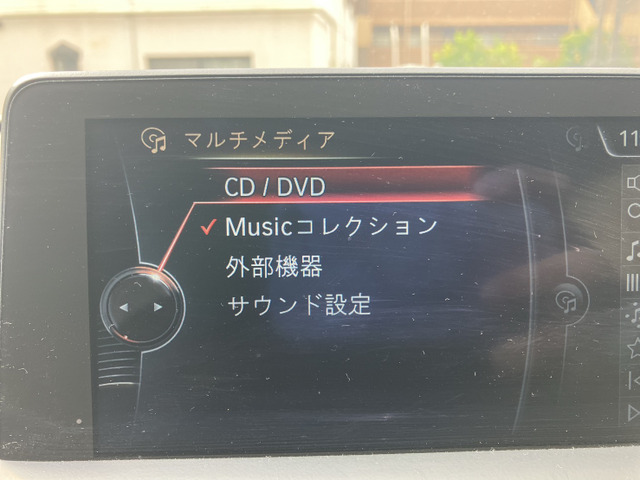 マルチメディア
11
CD / DVD
Musicコレクション
外部機器
サウンド設定